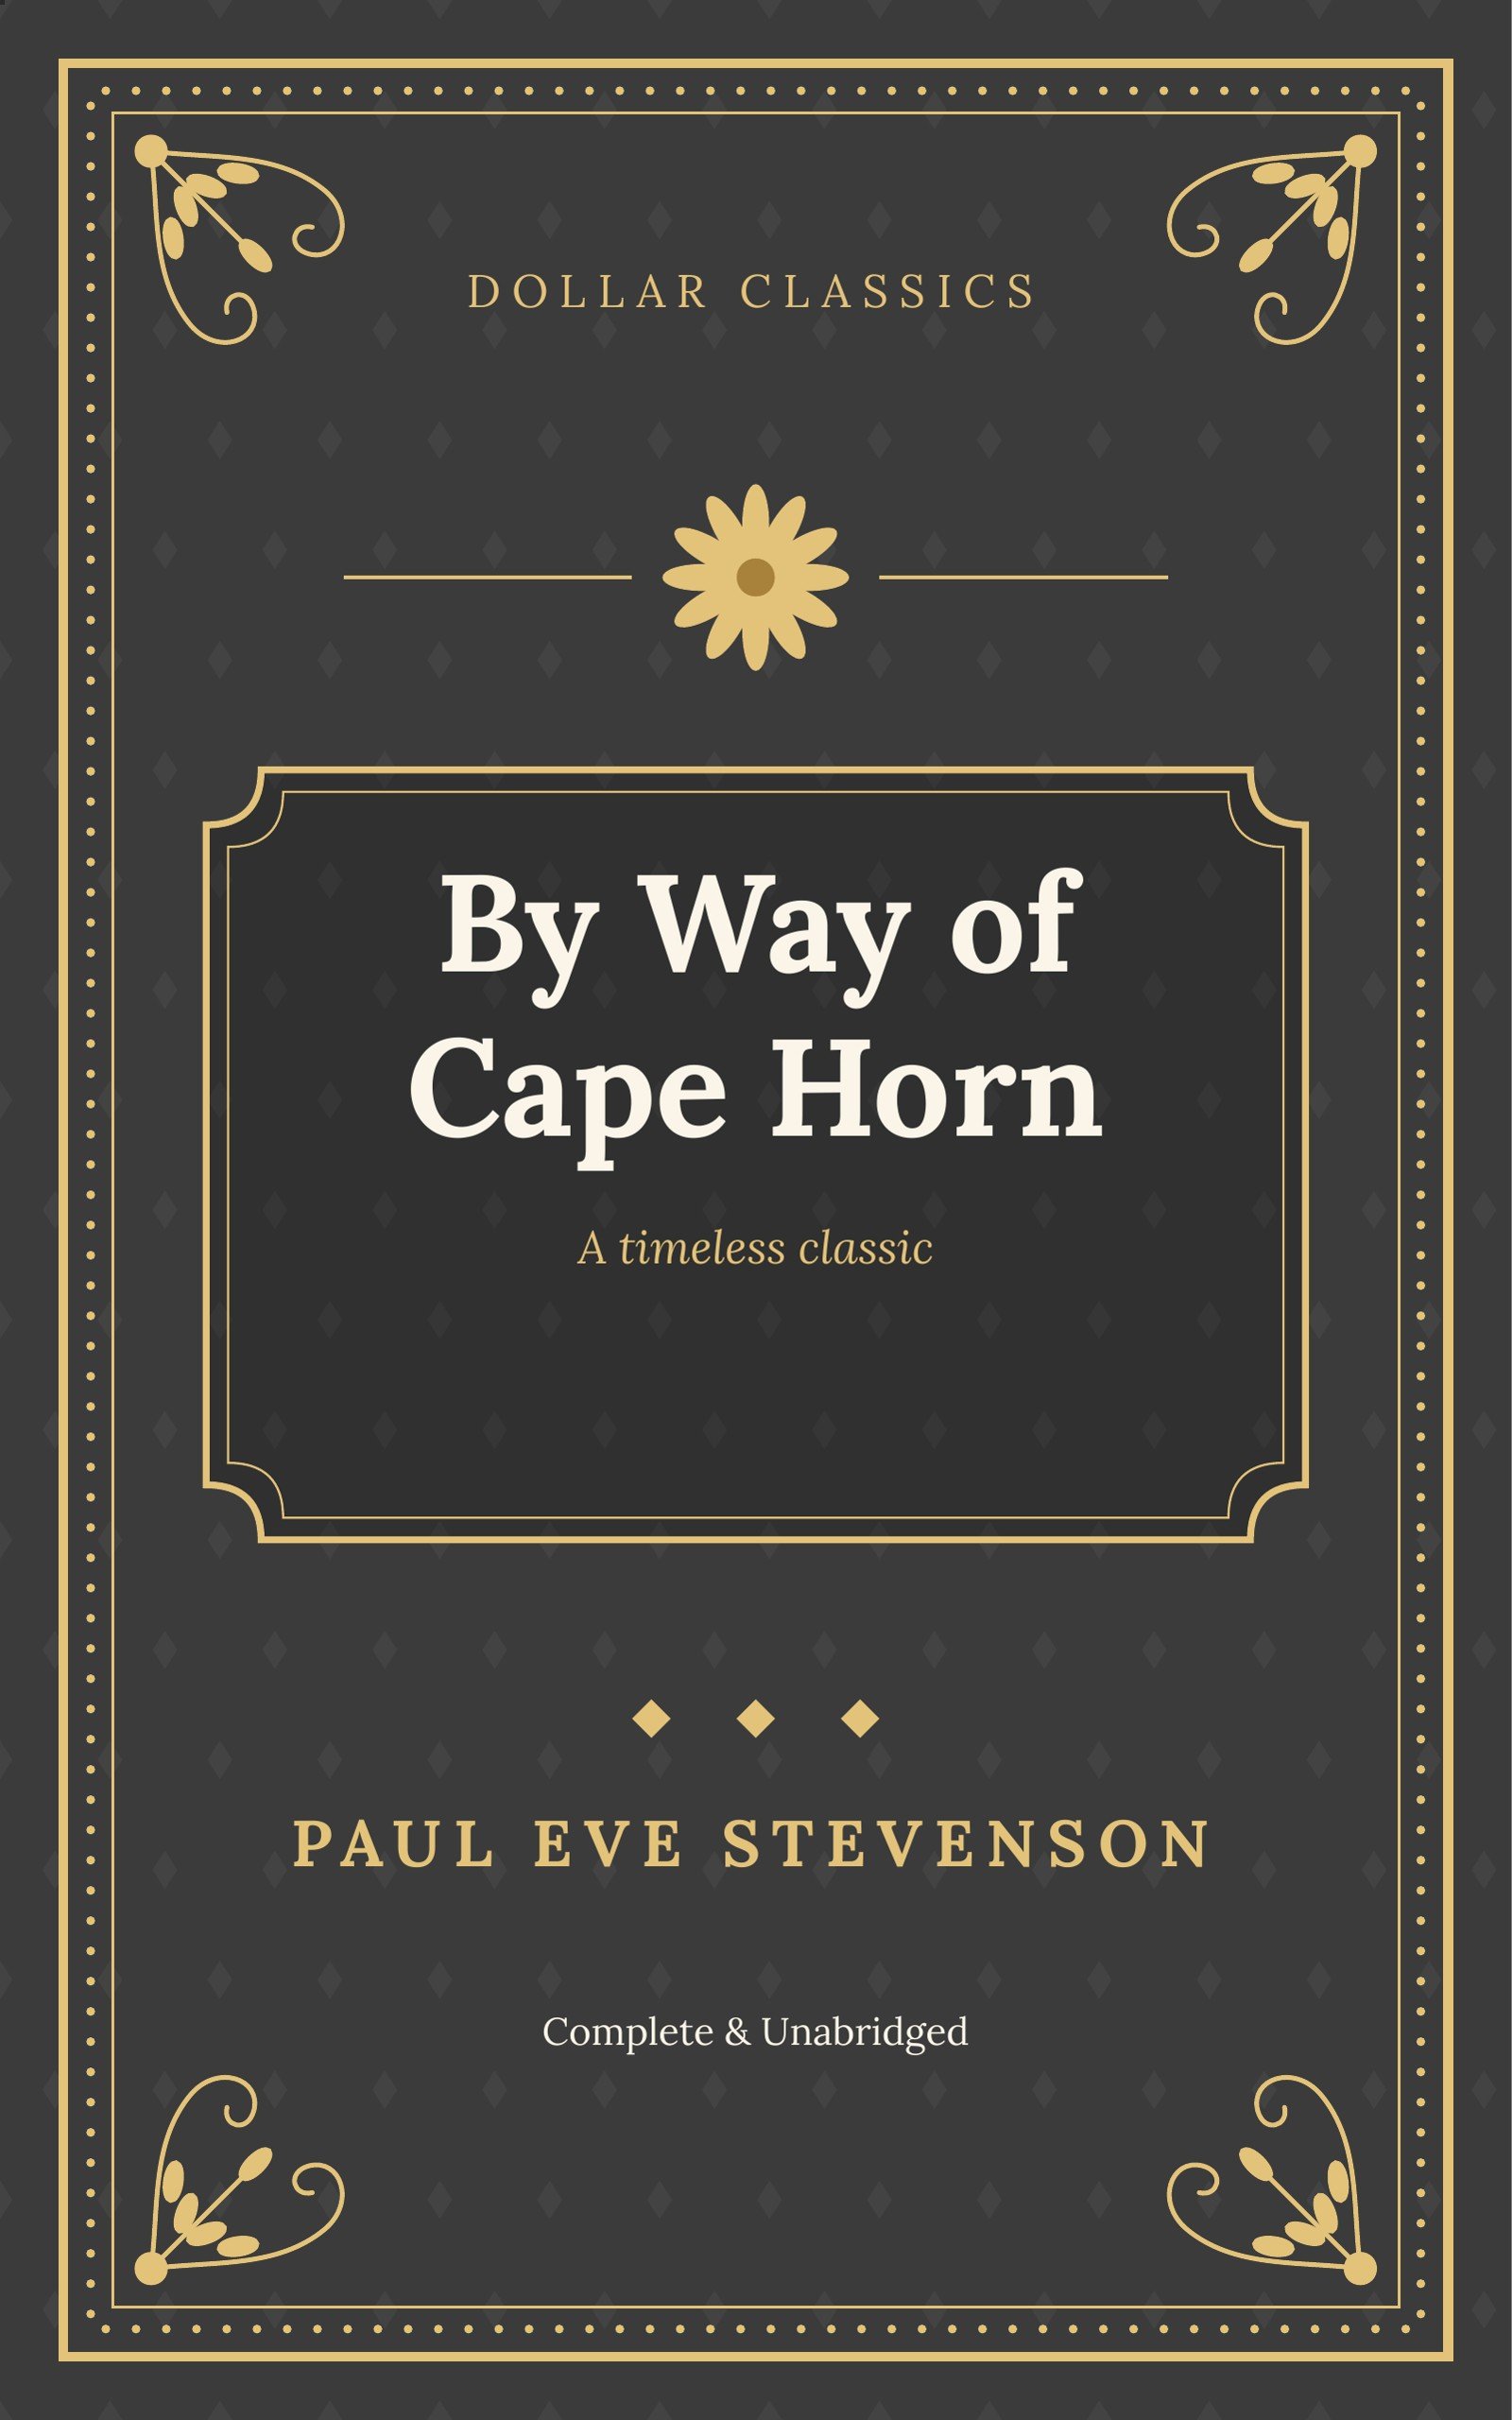 DOLLAR CLASSICS
By Way of
Cape Horn
A timeless classic
PAUL EVE STEVENSON
Complete & Unabridged